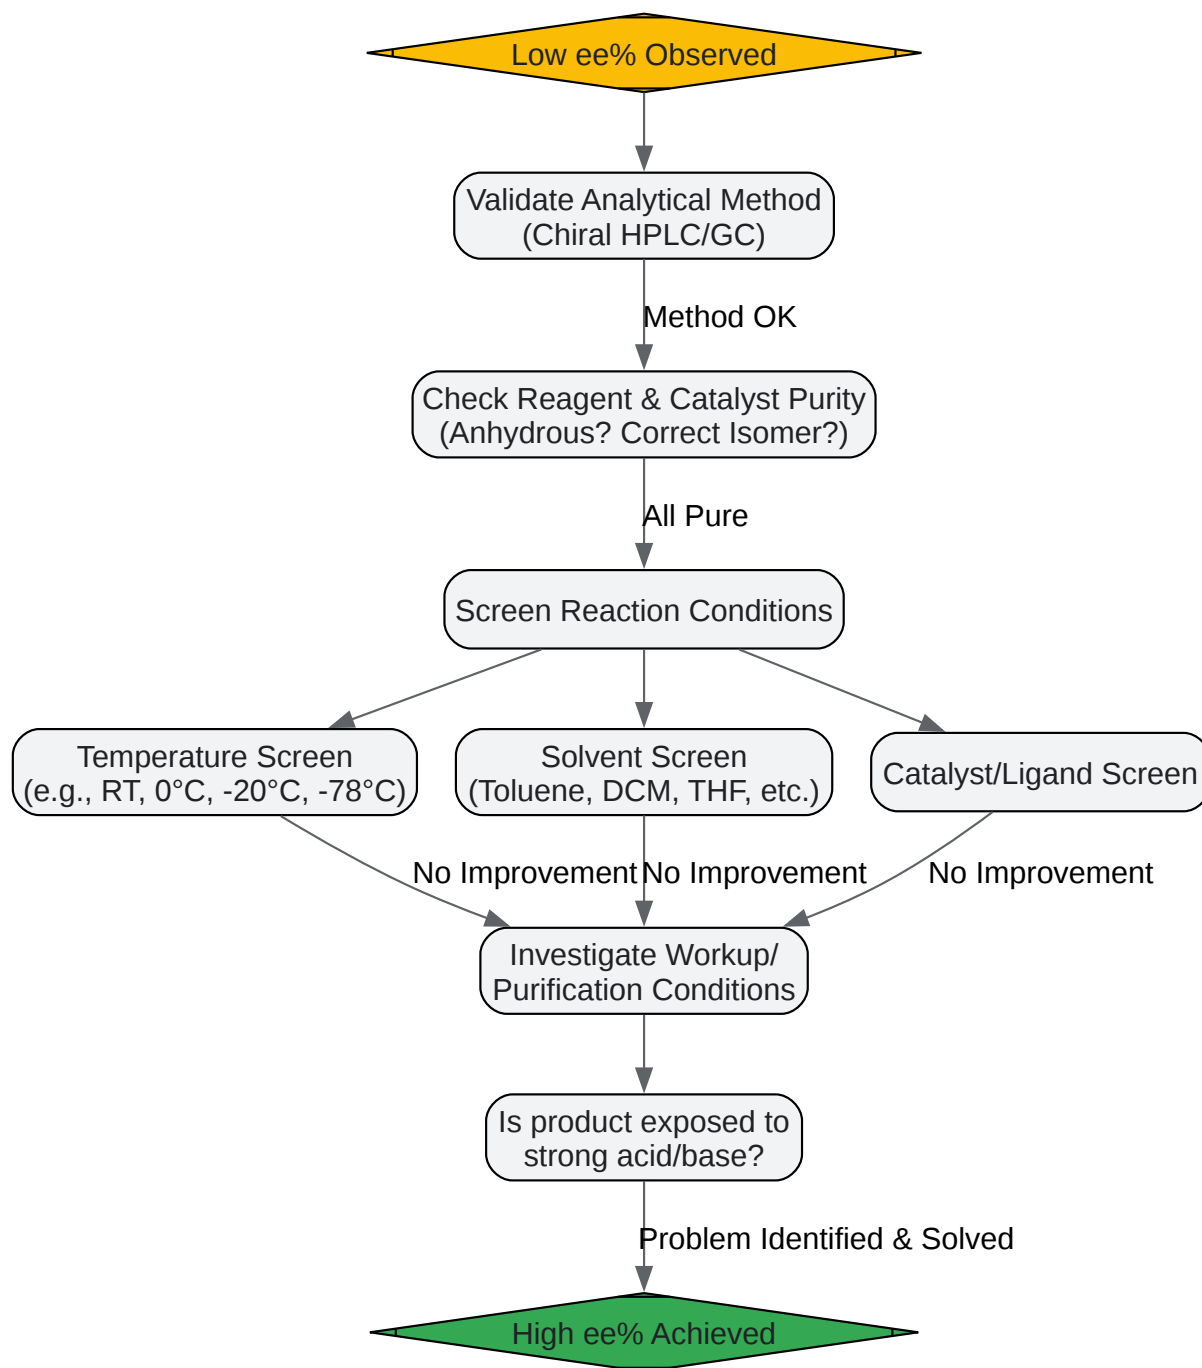 Low ee% Observed
Validate Analytical Method
(Chiral HPLC/GC)
Method OK
Check Reagent & Catalyst Purity
(Anhydrous? Correct Isomer?)
All Pure
Screen Reaction Conditions
Temperature Screen
(e.g., RT, 0°C, -20°C, -78°C)
Solvent Screen
(Toluene, DCM, THF, etc.)
Catalyst/Ligand Screen
No Improvement
No Improvement
No Improvement
Investigate Workup/
Purification Conditions
Is product exposed to
strong acid/base?
Problem Identified & Solved
High ee% Achieved